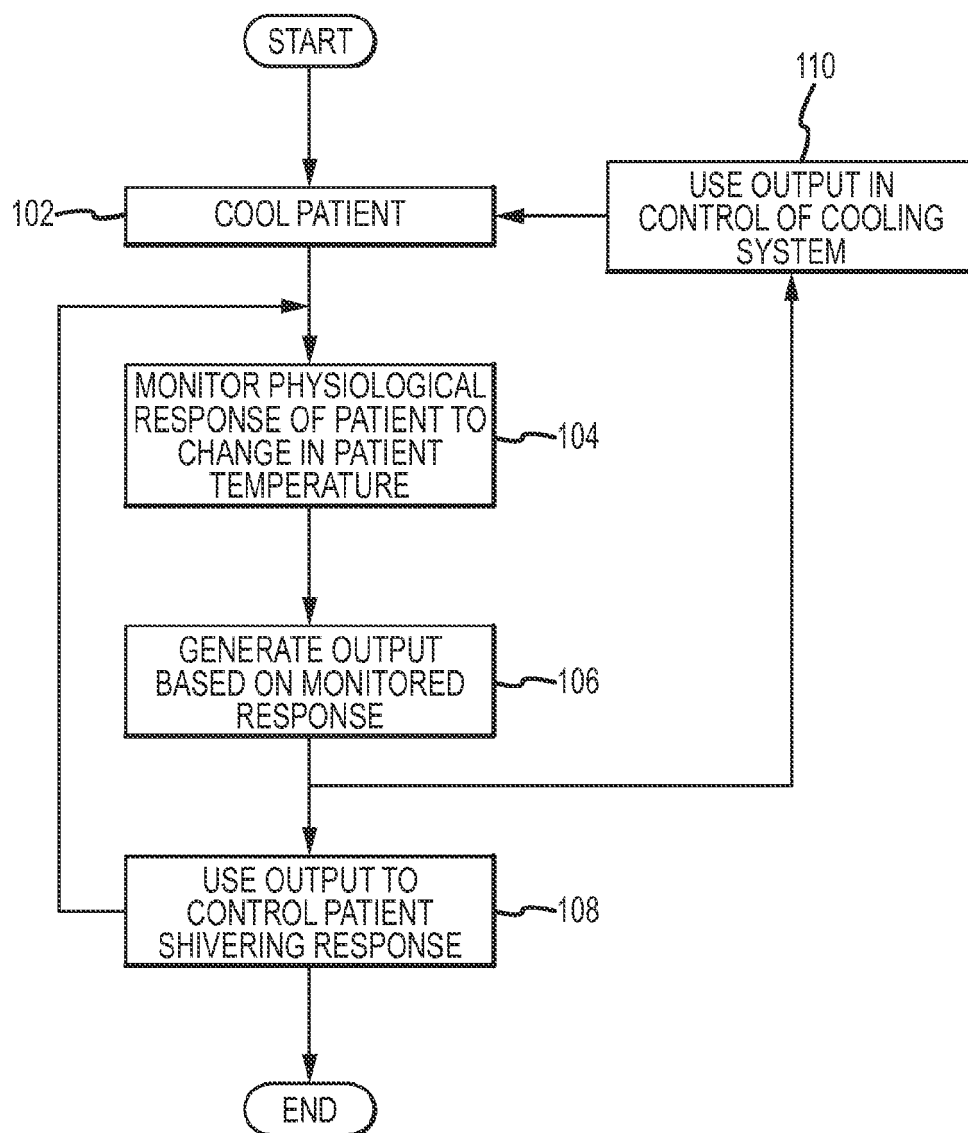 START
110
102
COOL PATIENT
USE OUTPUT IN
CONTROL OF COOLING
SYSTEM
MONITOR PHYSIOLOGICAL
RESPONSE OF PATIENT TO
CHANGE IN PATIENT
TEMPERATURE
104
GENERATE OUTPUT
BASED ON MONITORED
RESPONSE
106
USE OUTPUT TO
CONTROL PATIENT
SHIVERING RESPONSE
108
END